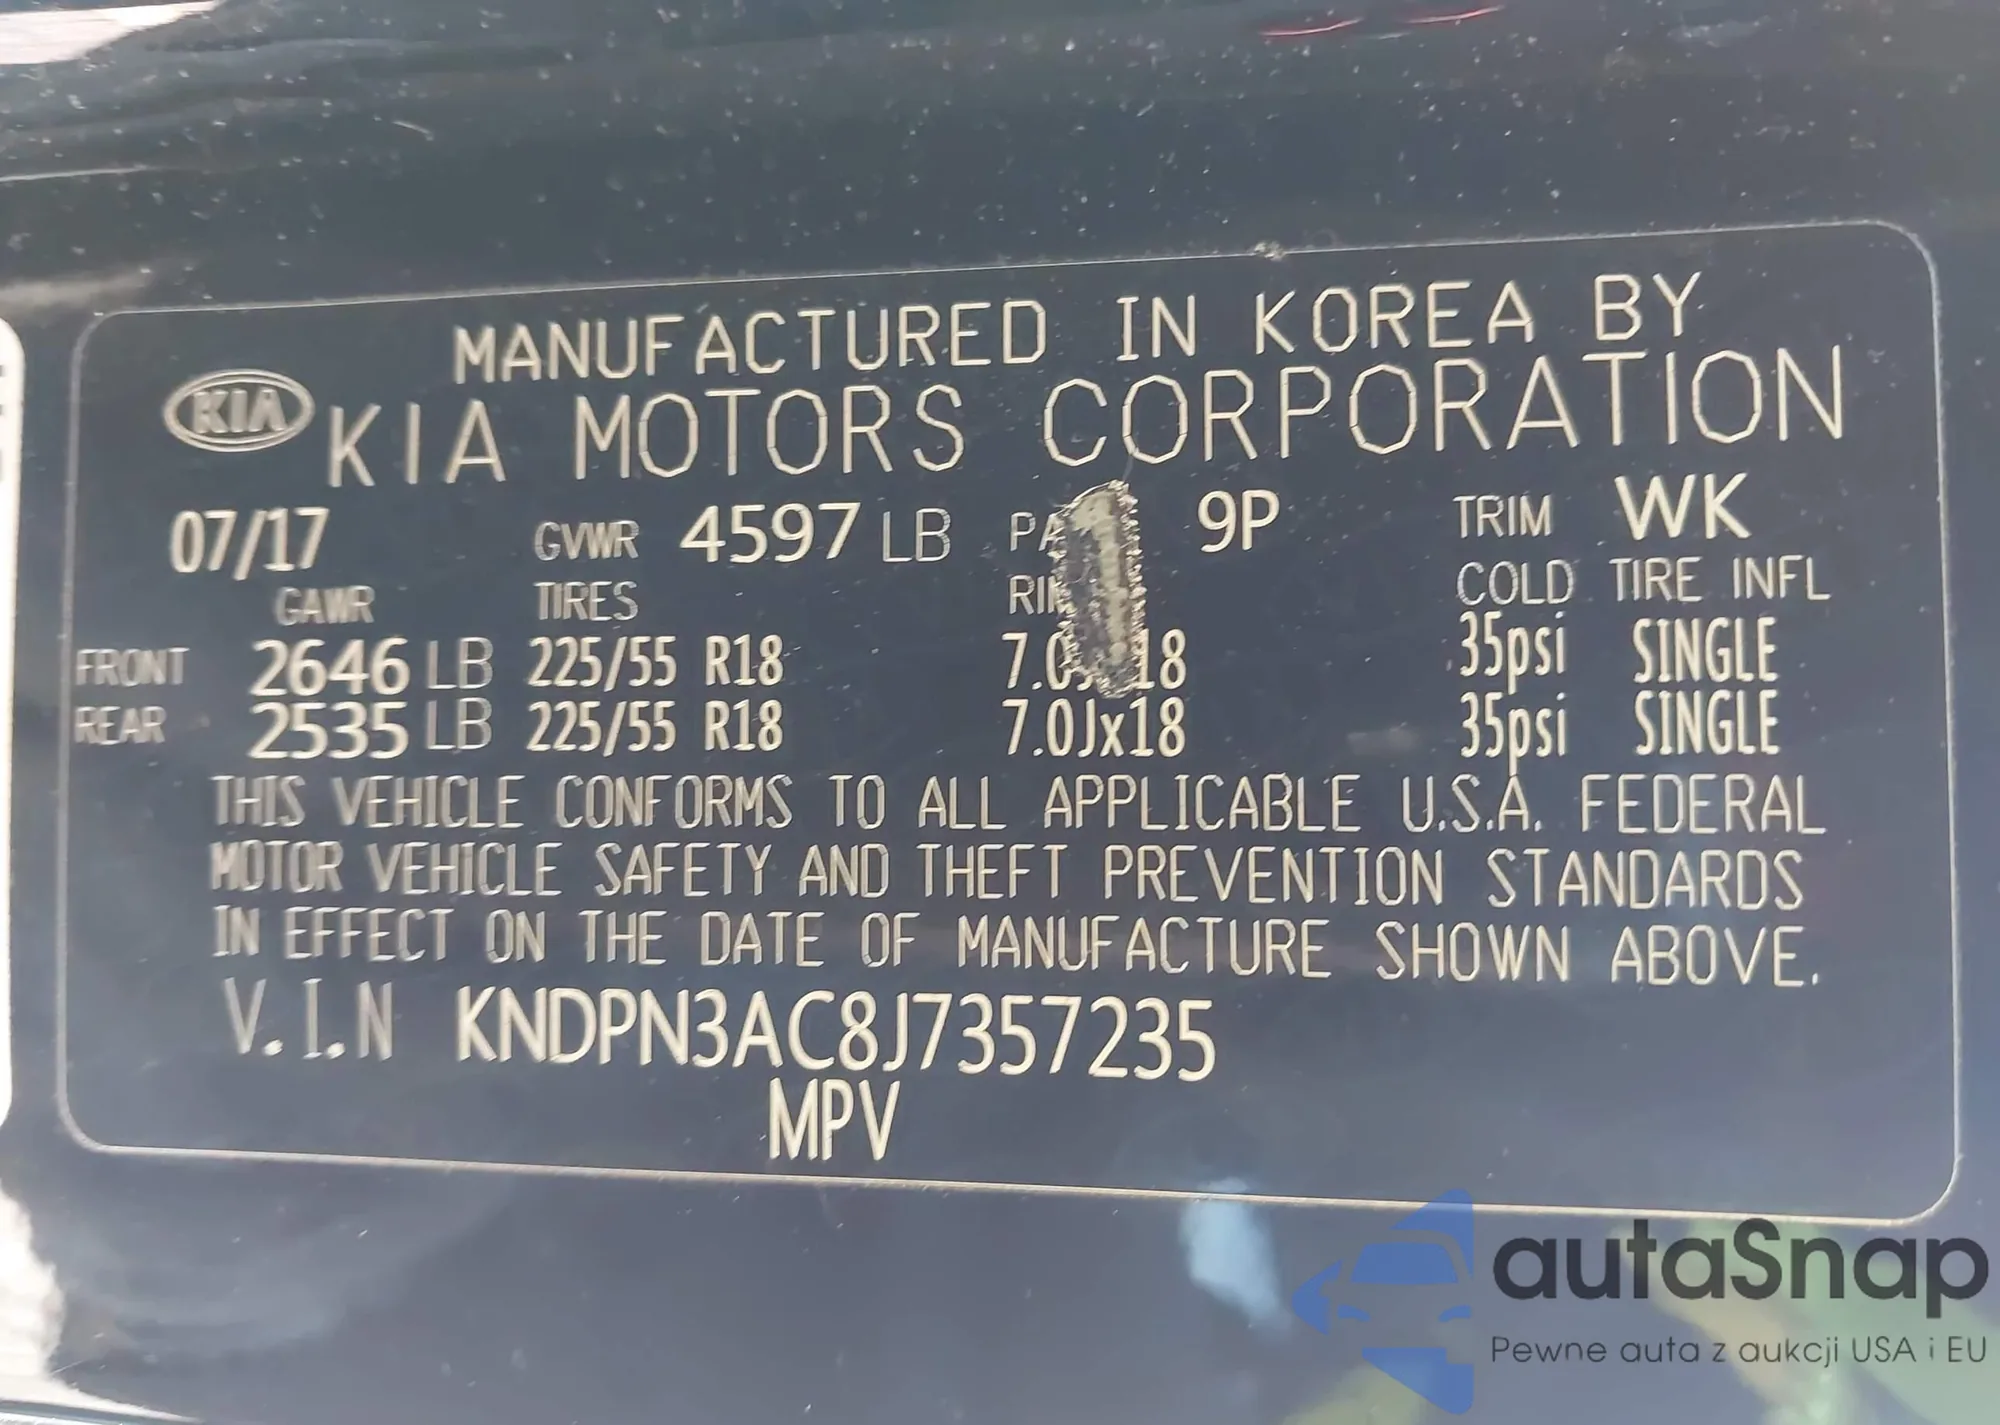 MANUFACTURED IN KOREA BY
KIA KIA MOTORS CORPORATION
07/17 GVWR 4597 LB 9P TRIM WK
GAWR TIRES COLD TIRE INFL
FRONT 2646 LB 225/55 R18 35psi SINGLE
REAR 2535 LB 225/55 R18 7.0Jx18 35psi SINGLE
THIS VEHICLE CONFORMS TO ALL APPLICABLE U.S.A. FEDERAL
MOTOR VEHICLE SAFETY AND THEFT PREVENTION STANDARDS
IN EFFECT ON THE DATE OF MANUFACTURE SHOWN ABOVE.
V.I.N KNDPN3AC8J7357235
MPV
autaSnap
Pewne auta z aukcji USA i EU